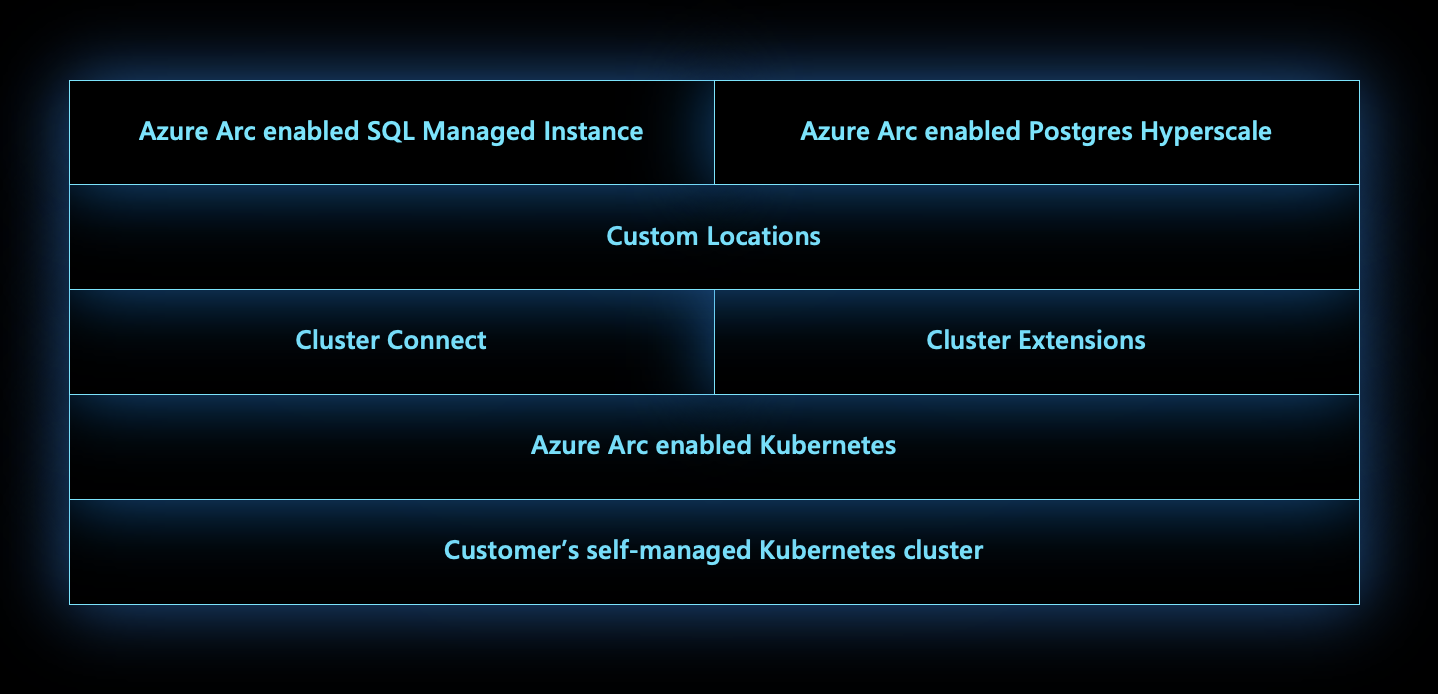 Azure Arc enabled SQL Managed Instance
Azure Arc enabled Postgres Hyperscale
Custom Locations
Cluster Connect
Cluster Extensions
Azure Arc enabled Kubernetes
Customer’s self-managed Kubernetes cluster